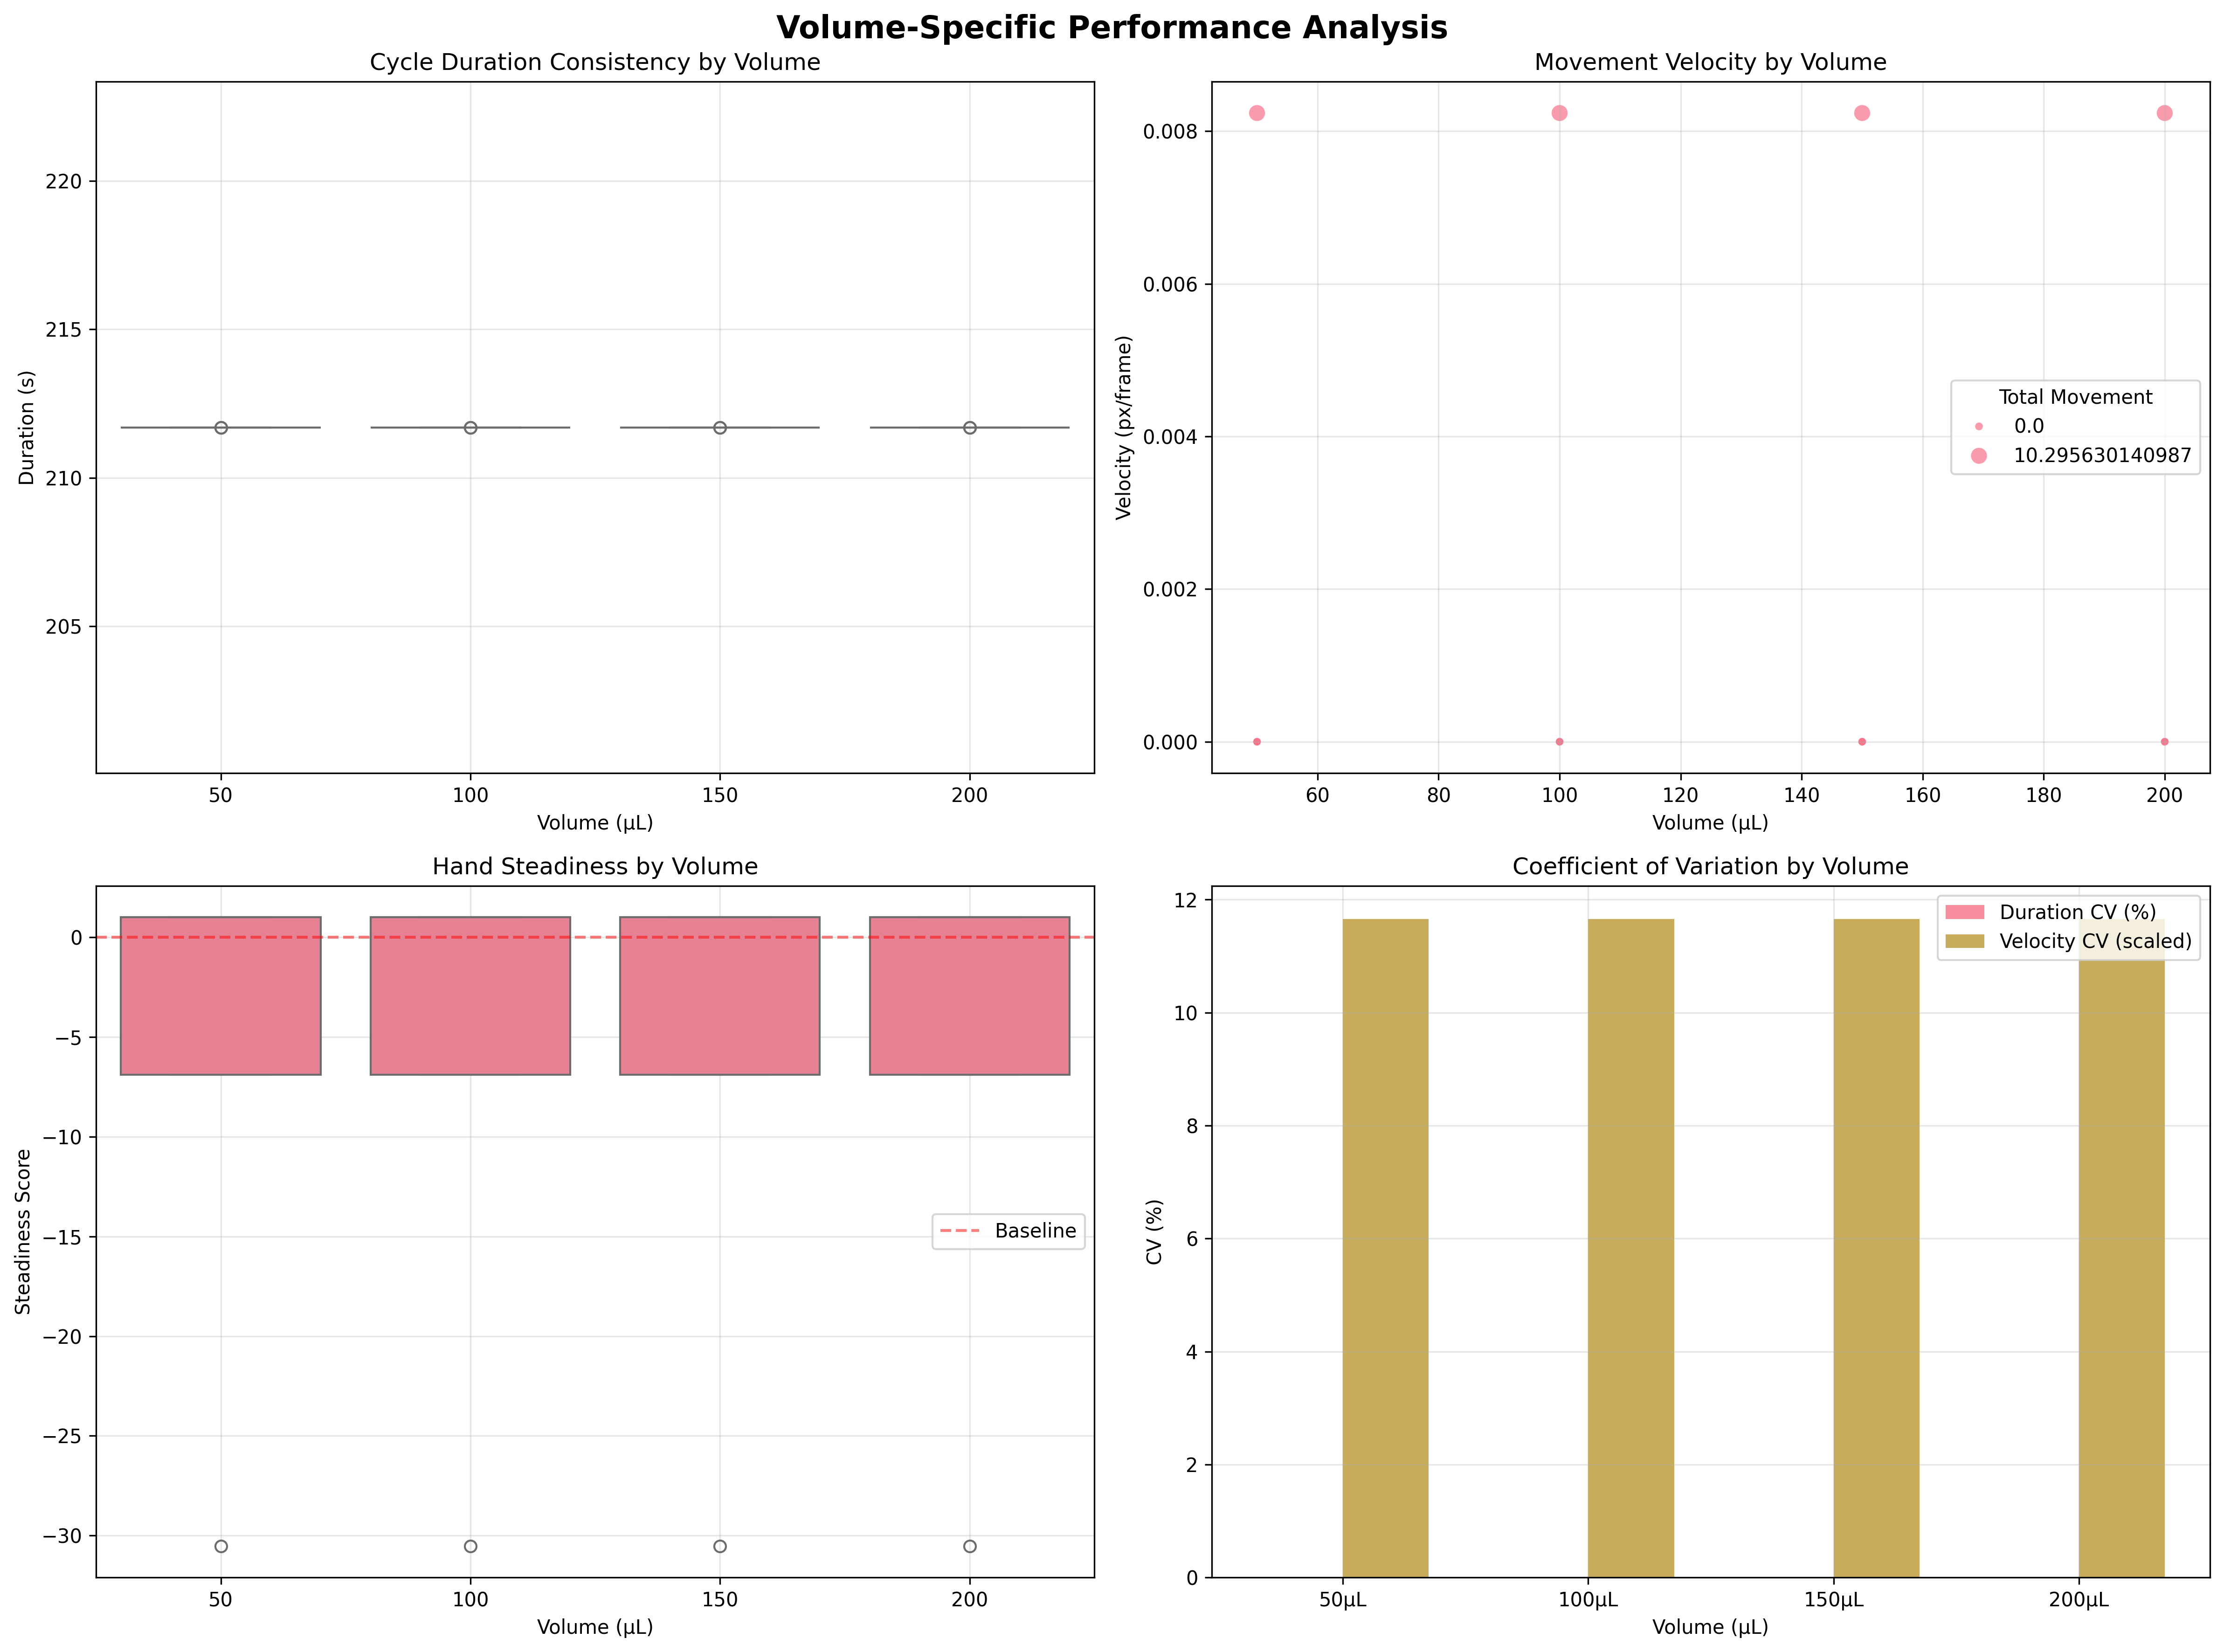 Volume-Specific Performance Analysis
Cycle Duration Consistency by Volume
220
215
210
205
Duration (s)
50 100 150 200
Volume (µL)
Movement Velocity by Volume
0.008
0.006
0.004
0.002
0.000
Velocity (px/frame)
Total Movement
0.0
10.295630140987
60 80 100 120 140 160 180 200
Volume (µL)
Hand Steadiness by Volume
0
−5
−10
−15
−20
−25
−30
Steadiness Score
Baseline
50 100 150 200
Volume (µL)
Coefficient of Variation by Volume
12
10
8
6
4
2
0
CV (%)
Duration CV (%)
Velocity CV (scaled)
50µL 100µL 150µL 200µL
Volume (µL)